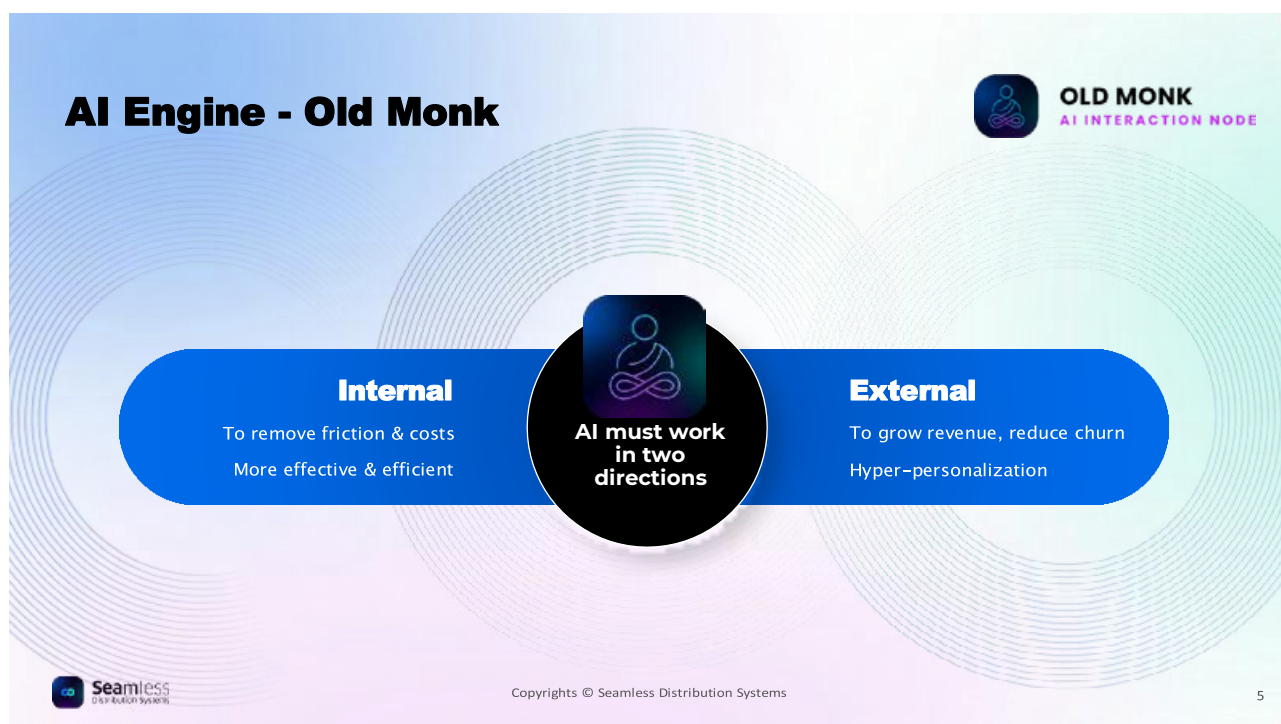 AI Engine - Old Monk
OLD MONK
AI INTERACTION NODE
Internal
To remove friction & costs
More effective & efficient
AI must work
in two
directions
External
To grow revenue, reduce churn
Hyper-personalization
Seamless
Distribution Systems
Copyrights © Seamless Distribution Systems
5